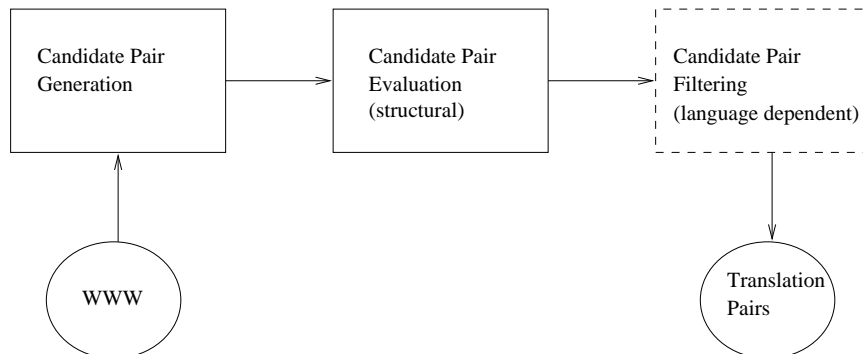 Candidate Pair
Generation
Candidate Pair
Evaluation
(structural)
Candidate Pair
Filtering
(language dependent)
WWW
Translation
Pairs